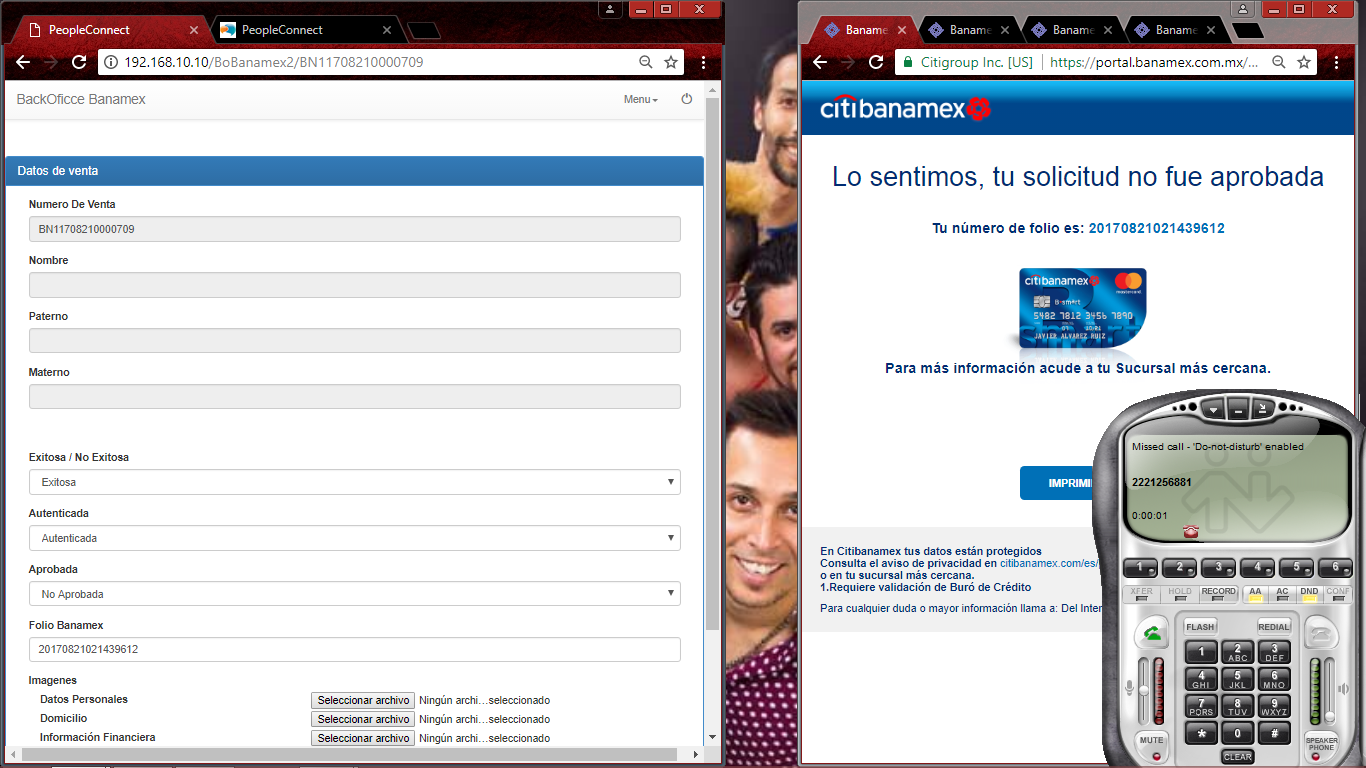 PeopleConnect
PeopleConnect
192.168.10.10/BoBanamex2/BN11708210000709
BackOficce Banamex
Menu
Datos de venta
Numero De Venta
BN11708210000709
Nombre
Paterno
Materno
Exitosa / No Exitosa
Exitosa
Autenticada
Autenticada
Aprobada
No Aprobada
Folio Banamex
20170821021439612
Imagenes
Datos Personales Seleccionar archivo Ningún archi...seleccionado
Domicilio Seleccionar archivo Ningún archi...seleccionado
Información Financiera Seleccionar archivo Ningún archi...seleccionado
Baname Baname Baname Baname
Citigroup Inc. [US] https://portal.banamex.com.mx/...
citibanamex
Lo sentimos, tu solicitud no fue aprobada
Tu número de folio es: 20170821021439612
citibanamex
mastercard
B·smart
5482 7812 3456 7890
JAVIER ALVAREZ RUIZ
Para más información acude a tu Sucursal más cercana.
IMPRIMI
En Citibanamex tus datos están protegidos
Consulta el aviso de privacidad en citibanamex.com/es/
o en tu sucursal más cercana.
1.Requiere validación de Buró de Crédito
Para cualquier duda o mayor información llama a: Del Inter
Missed call - 'Do-not-disturb' enabled
2221256881
0:00:01
1 2 3 4 5 6
XFER HOLD RECORD AA AC DND CONF
FLASH REDIAL
1 2 ABC 3 DEF
4 GHI 5 JKL 6 MNO
7 PQRS 8 TUV 9 WXYZ
* 0 #
MUTE
CLEAR
SPEAKER PHONE